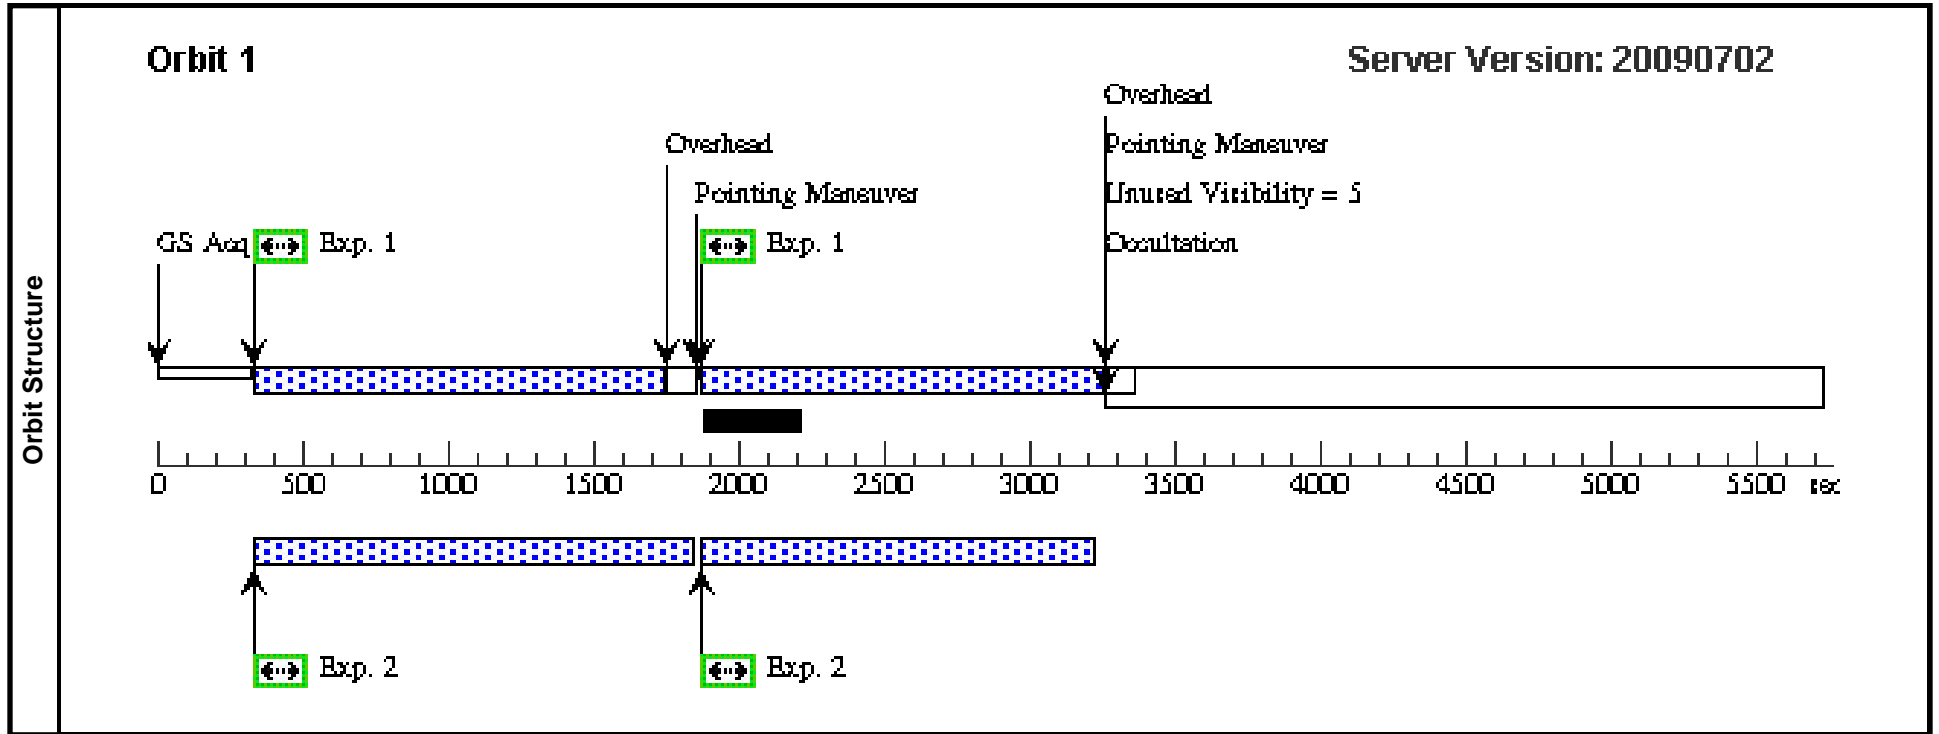 Orbit 1
Server Version: 20090702
Overhead
Overhead
Pointing Maneuver
Pointing Maneuver
Unused Visibility = 5
GS Acq
Exp. 1
Exp. 1
Occultation
Orbit Structure
0 500 1000 1500 2000 2500 3000 3500 4000 4500 5000 5500 sec
Exp. 2
Exp. 2